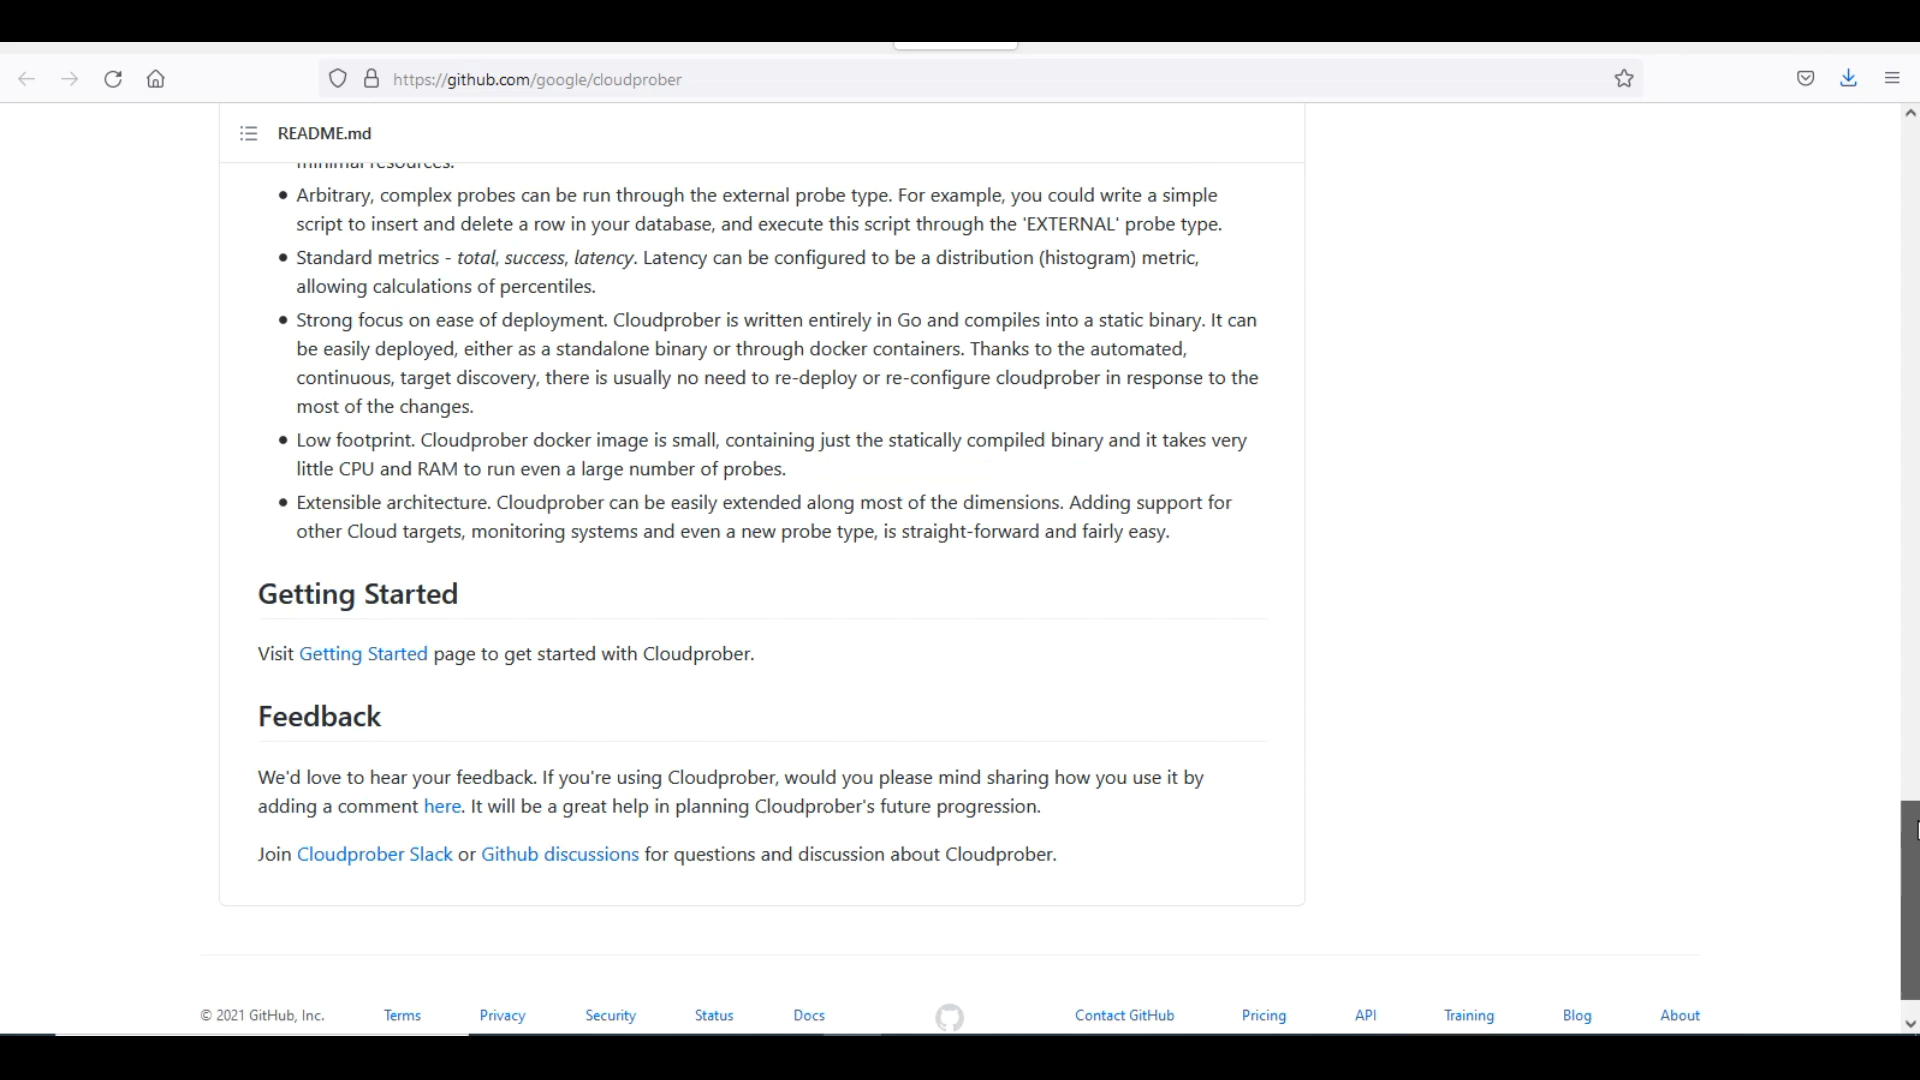 https://github.com/google/cloudprober
README.md
minimal resources.
Arbitrary, complex probes can be run through the external probe type. For example, you could write a simple
script to insert and delete a row in your database, and execute this script through the 'EXTERNAL' probe type.
Standard metrics - total, success, latency. Latency can be configured to be a distribution (histogram) metric,
allowing calculations of percentiles.
Strong focus on ease of deployment. Cloudprober is written entirely in Go and compiles into a static binary. It can
be easily deployed, either as a standalone binary or through docker containers. Thanks to the automated,
continuous, target discovery, there is usually no need to re-deploy or re-configure cloudprober in response to the
most of the changes.
Low footprint. Cloudprober docker image is small, containing just the statically compiled binary and it takes very
little CPU and RAM to run even a large number of probes.
Extensible architecture. Cloudprober can be easily extended along most of the dimensions. Adding support for
other Cloud targets, monitoring systems and even a new probe type, is straight-forward and fairly easy.
Getting Started
Visit Getting Started page to get started with Cloudprober.
Feedback
We'd love to hear your feedback. If you're using Cloudprober, would you please mind sharing how you use it by
adding a comment here. It will be a great help in planning Cloudprober's future progression.
Join Cloudprober Slack or Github discussions for questions and discussion about Cloudprober.
© 2021 GitHub, Inc. Terms Privacy Security Status Docs Contact GitHub Pricing API Training Blog About